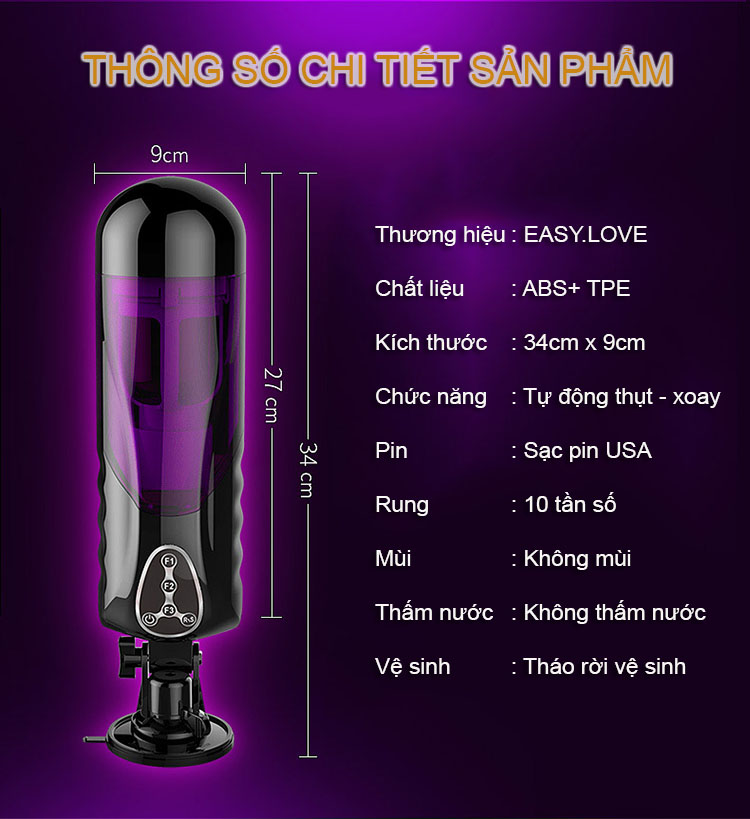 THÔNG SỐ CHI TIẾT SẢN PHẨM
9cm
27 cm
34 cm
Thương hiệu : EASY.LOVE
Chất liệu : ABS+ TPE
Kích thước : 34cm x 9cm
Chức năng : Tự động thụt - xoay
Pin : Sạc pin USA
Rung : 10 tần số
Mùi : Không mùi
Thấm nước : Không thấm nước
Vệ sinh : Tháo rời vệ sinh
F1
F2
F3